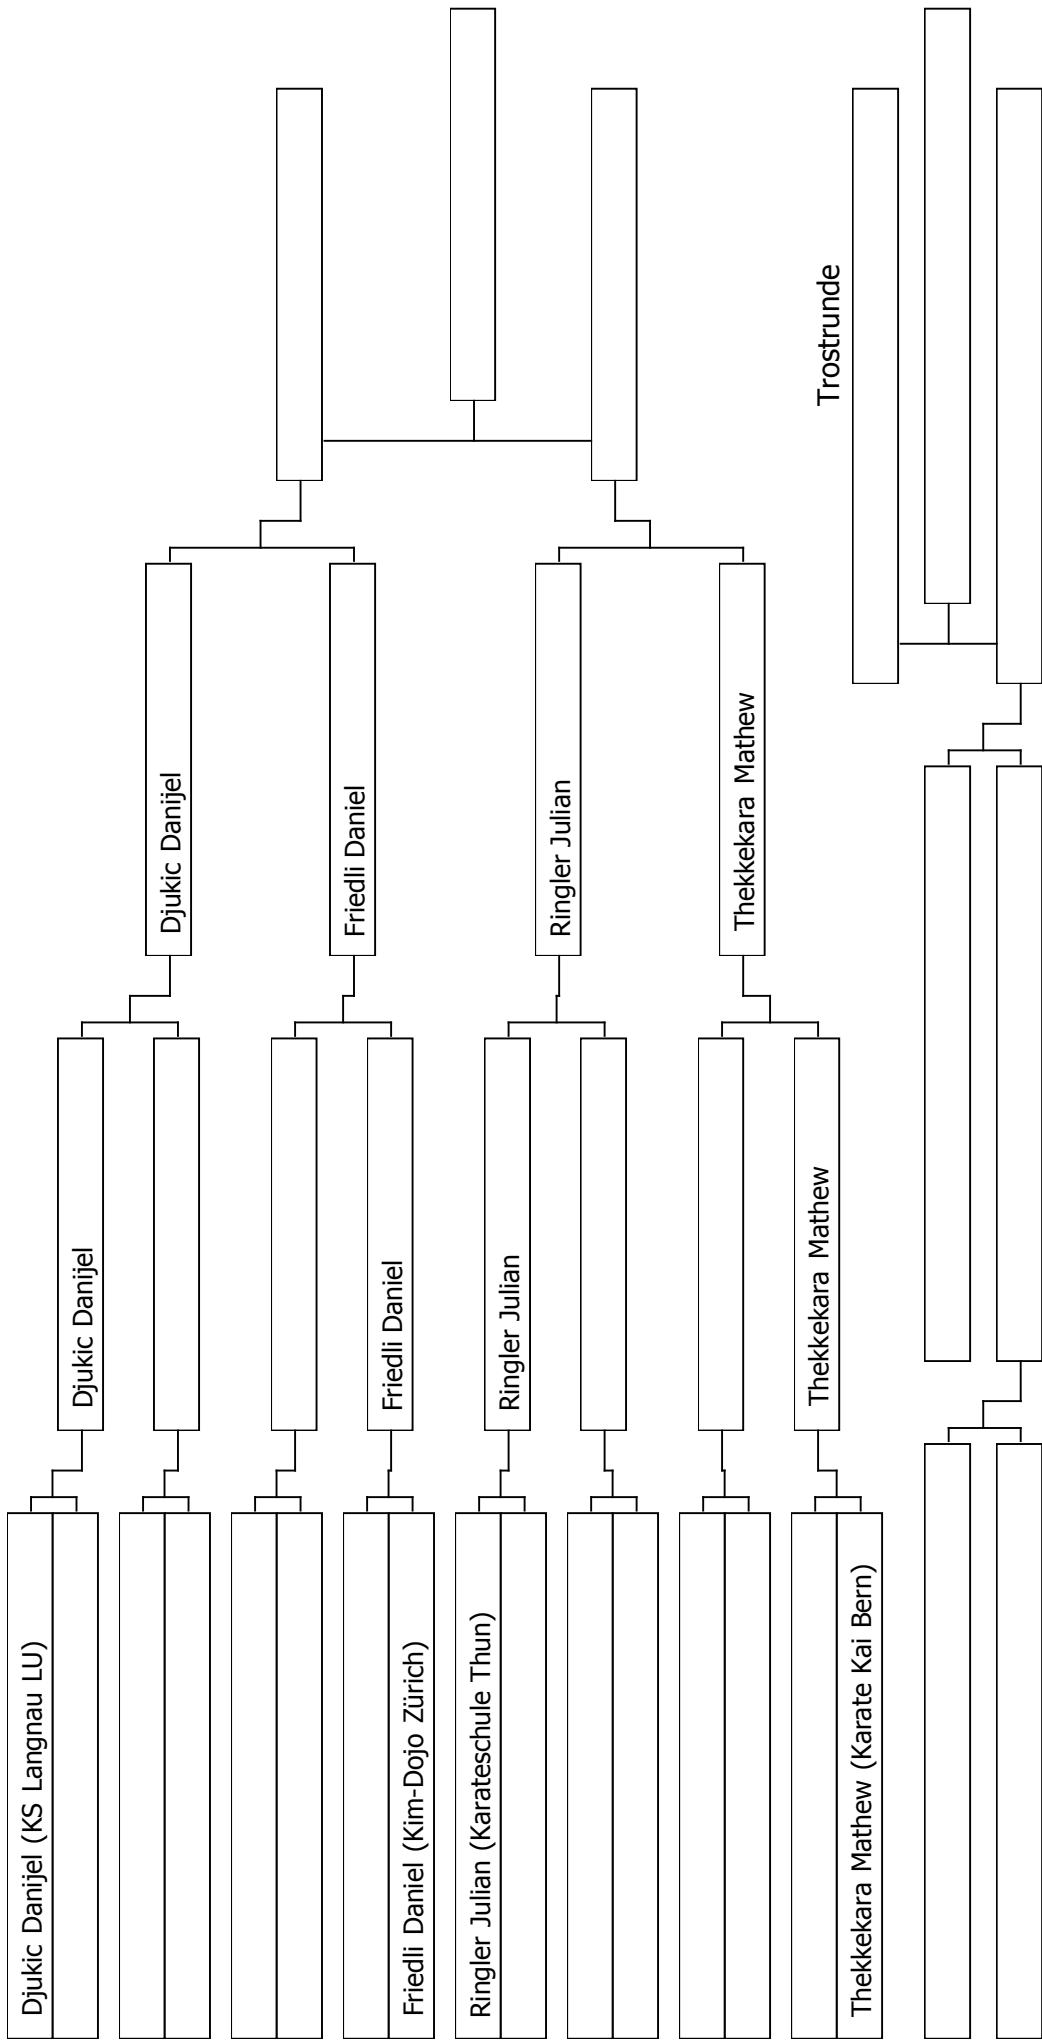 Djukic Danijel (KS Langnau LU)
Friedli Daniel (Kim-Dojo Zürich)
Ringler Julian (Karateschule Thun)
Thekkekara Mathew (Karate Kai Bern)
Djukic Danijel
Friedli Daniel
Ringler Julian
Thekkekara Mathew
Djukic Danijel
Friedli Daniel
Ringler Julian
Thekkekara Mathew
Trostrunde